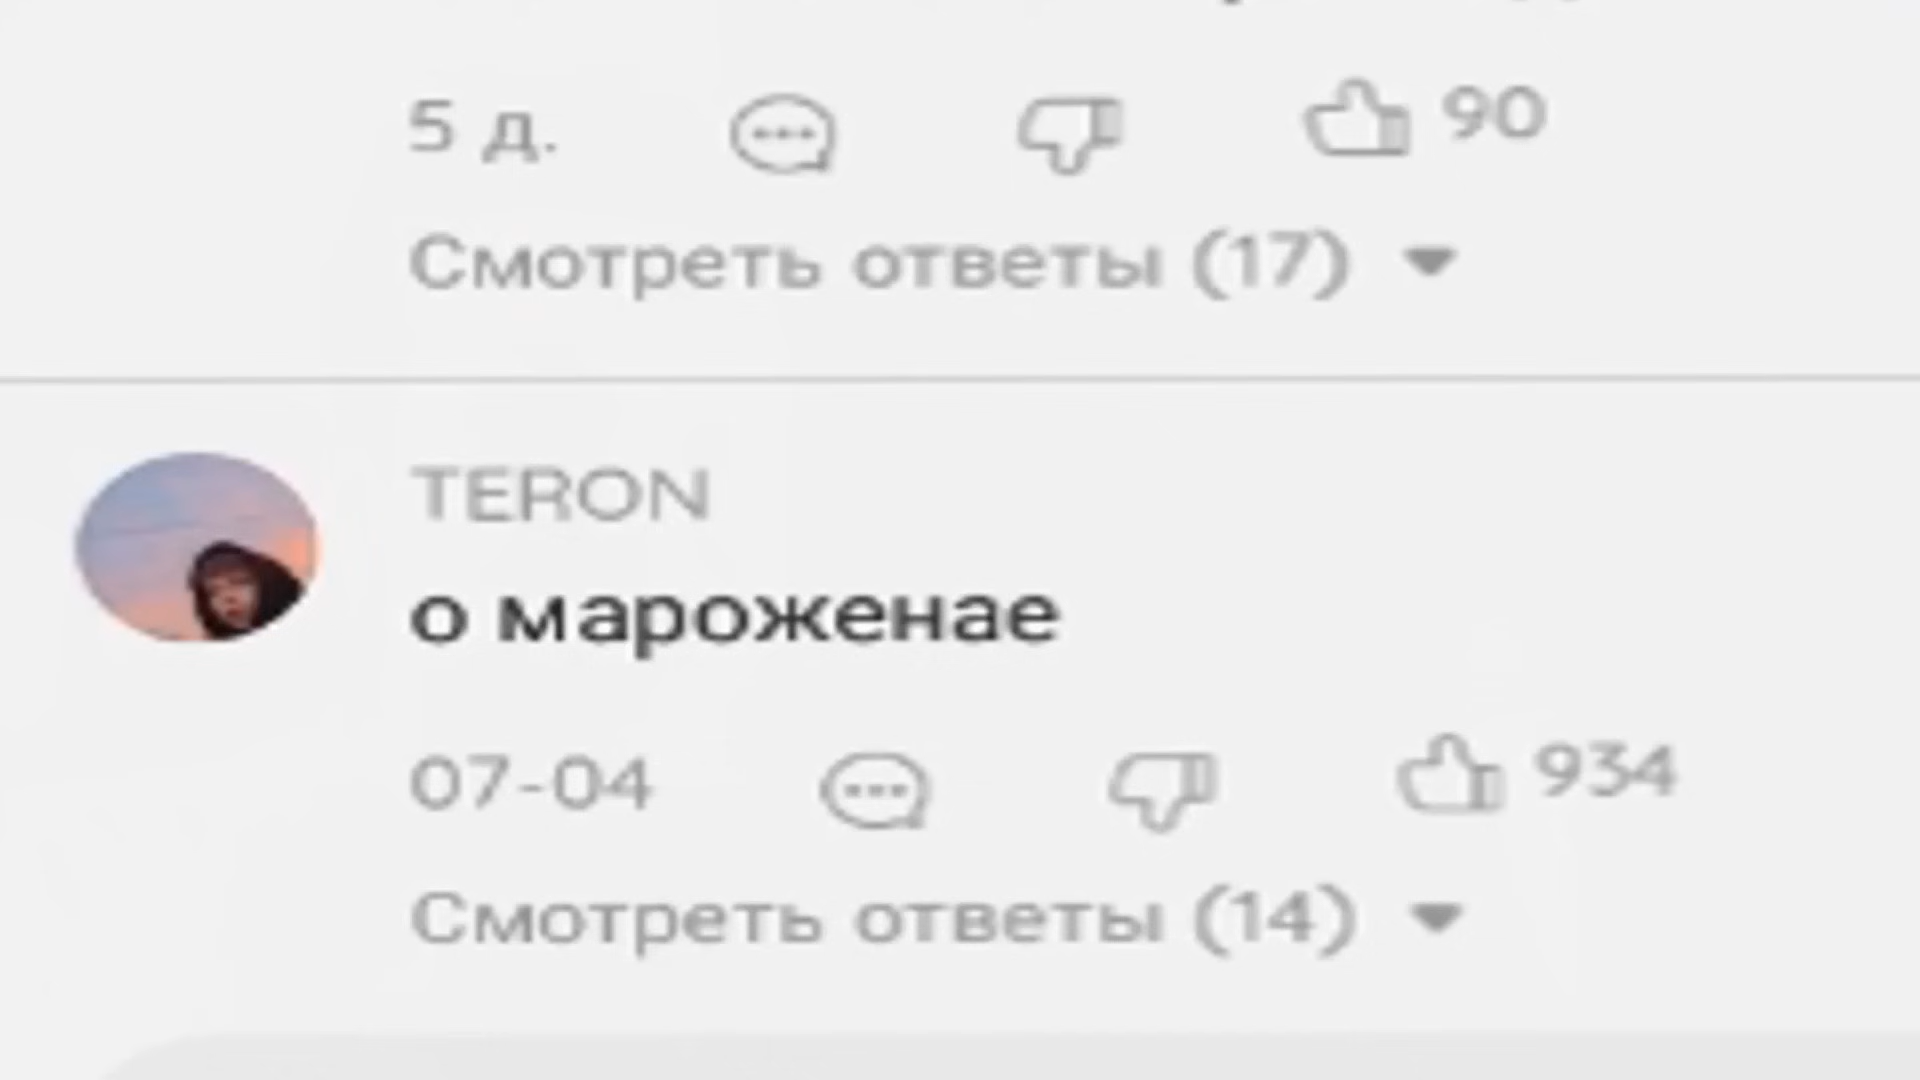 5 д. 90
Смотреть ответы (17)
TERON
о мароженае
07-04 934
Смотреть ответы (14)